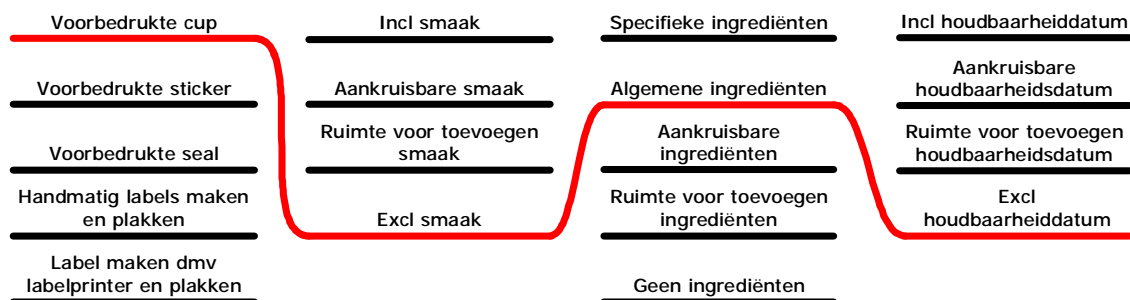 Voorbedrukte cup
Voorbedrukte sticker
Voorbedrukte seal
Handmatig labels maken
en plakken
Label maken dmv
labelprinter en plakken
Incl smaak
Aankruisbare smaak
Ruimte voor toevoegen
smaak
Excl smaak
Specifieke ingrediënten
Algemene ingrediënten
Aankruisbare
ingrediënten
Ruimte voor toevoegen
ingrediënten
Geen ingrediënten
Incl houdbaarheiddatum
Aankruisbare
houdbaarheidsdatum
Ruimte voor toevoegen
houdbaarheidsdatum
Excl
houdbaarheiddatum